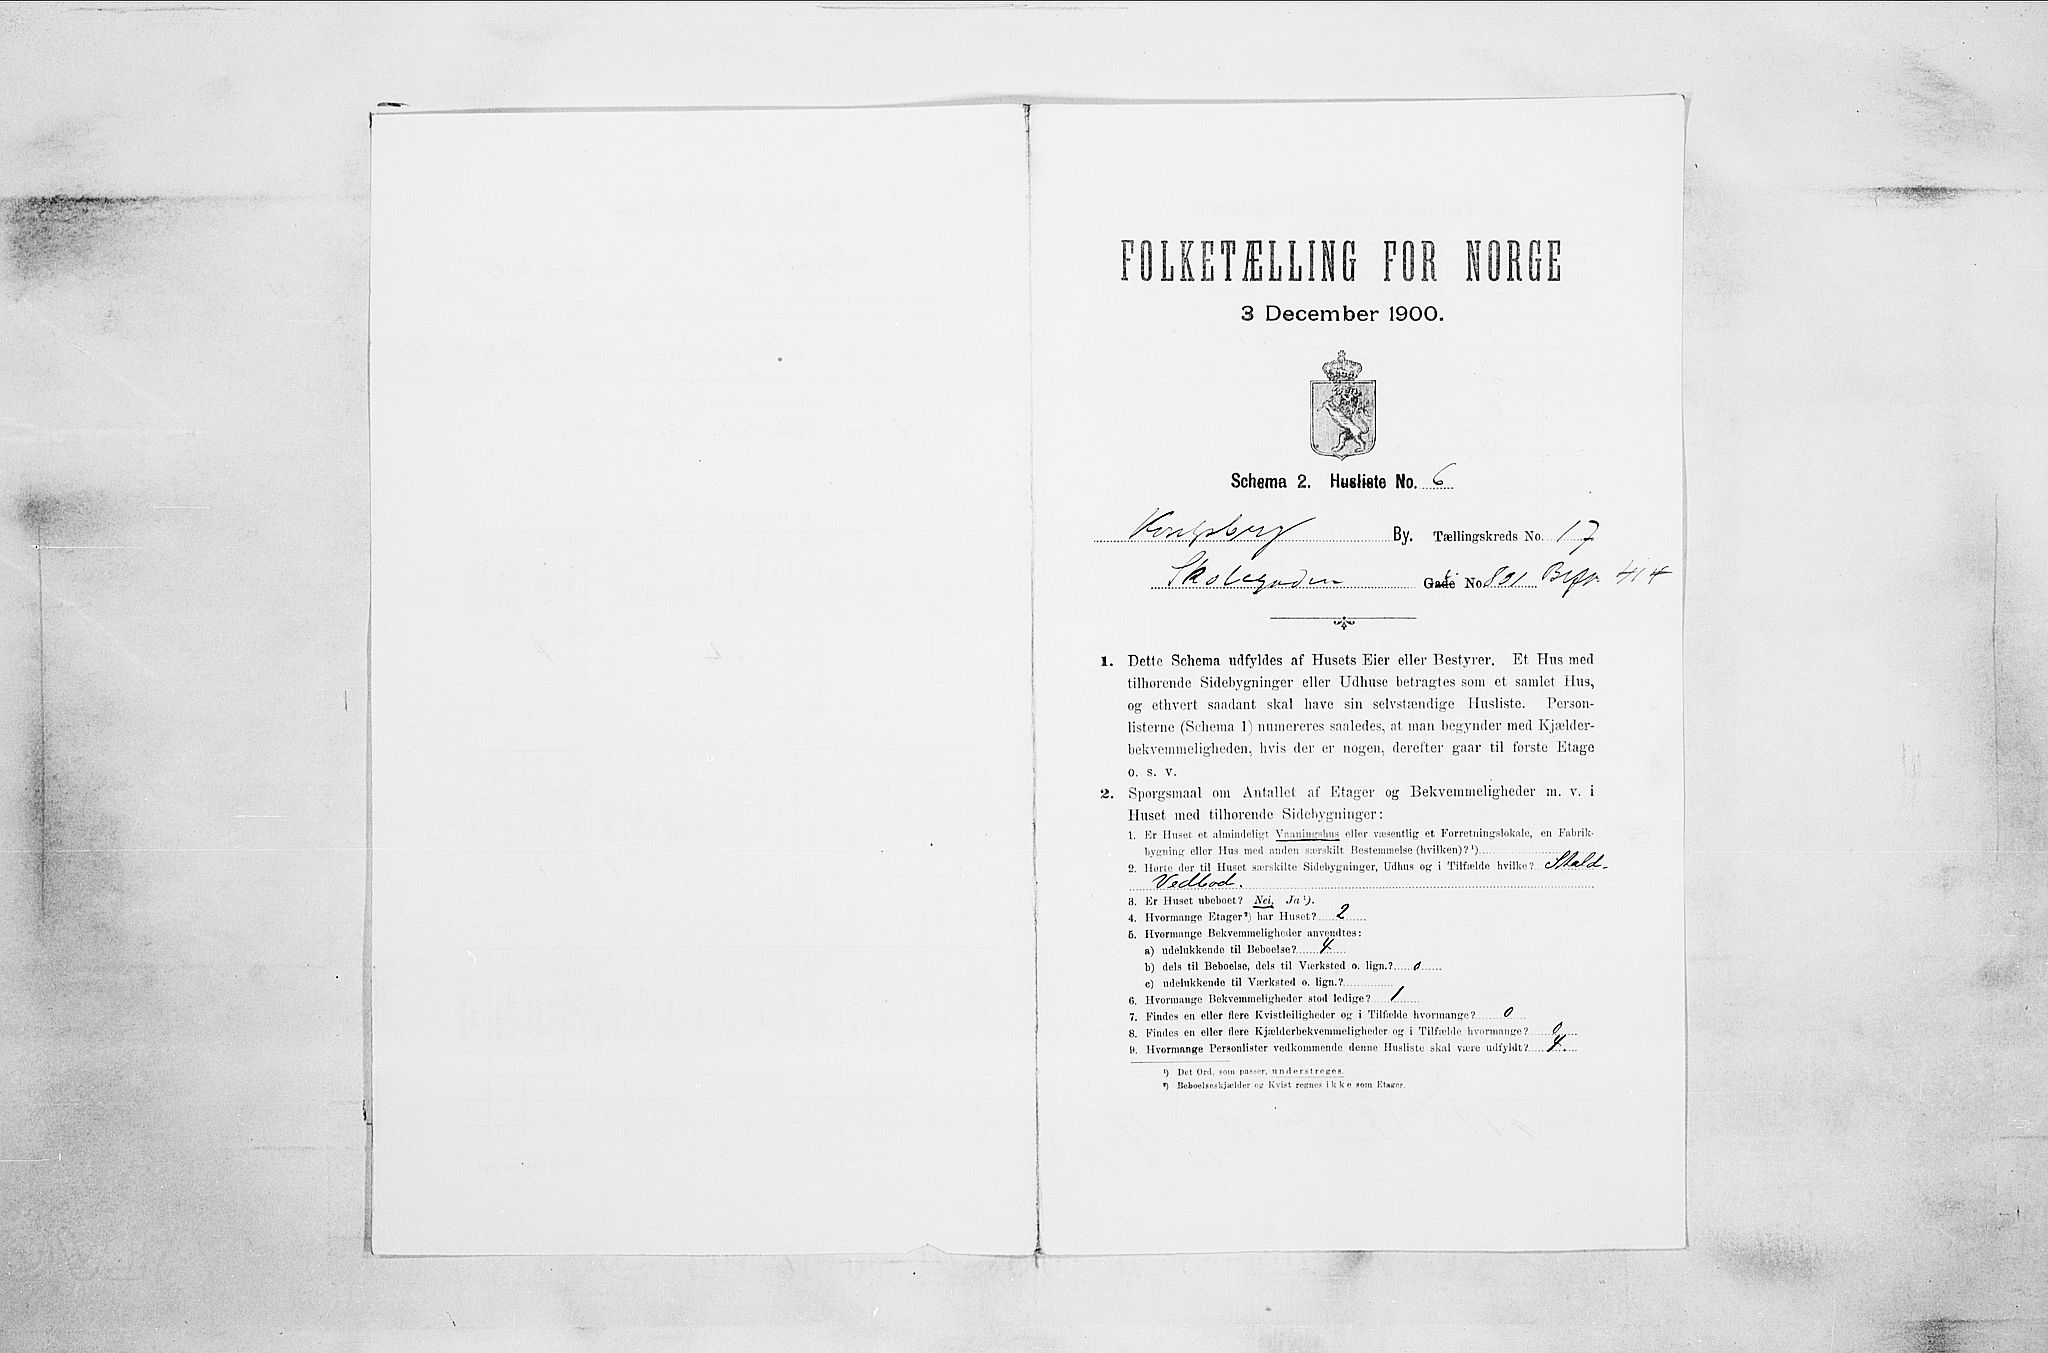 FOLKETÆLLING FOR NORGE
3 December 1900.
Schema 2. Husliste No. 6
Kongsberg By. Tællingskreds No. 17
Skolegaden Gade No 801 Bfr. 414
1. Dette Schema udfyldes af Husets Eier eller Bestyrer. Et Hus med
tilhørende Sidebygninger eller Udhuse betragtes som et samlet Hus,
og ethvert saadant skal have sin selvstændige Husliste. Person-
listerne (Schema 1) numereres saaledes, at man begynder med Kjælder-
bekvemmeligheden, hvis der er nogen, derefter gaar til første Etage
o. s. v.
2. Spørgsmaal om Antallet af Etager og Bekvemmeligheder m. v. i
Huset med tilhørende Sidebygninger:
1. Er Huset et almindeligt Vaaningshus eller væsentlig et Forretningslokale, en Fabrik-
bygning eller Hus med anden særskilt Bestemmelse (hvilken)? ¹)
2. Hørte der til Huset særskilte Sidebygninger, Udhus og i Tilfælde hvilke? Stald.
Vedbod.
3. Er Huset ubeboet? Nei, Ja ¹).
4. Hvormange Etager ²) har Huset? 2
5. Hvormange Bekvemmeligheder anvendtes:
a) udelukkende til Beboelse? 4
b) dels til Beboelse, dels til Værksted o. lign.? 0
c) udelukkende til Værksted o. lign.?
6. Hvormange Bekvemmeligheder stod ledige? 1
7. Findes en eller flere Kvistleiligheder og i Tilfælde hvormange? 0
8. Findes en eller flere Kjælderbekvemmeligheder og i Tilfælde hvormange? 0
9. Hvormange Personlister vedkommende denne Husliste skal være udfyldt? 4.
¹) Det Ord, som passer, understreges.
²) Beboelseskjælder og Kvist regnes ikke som Etager.